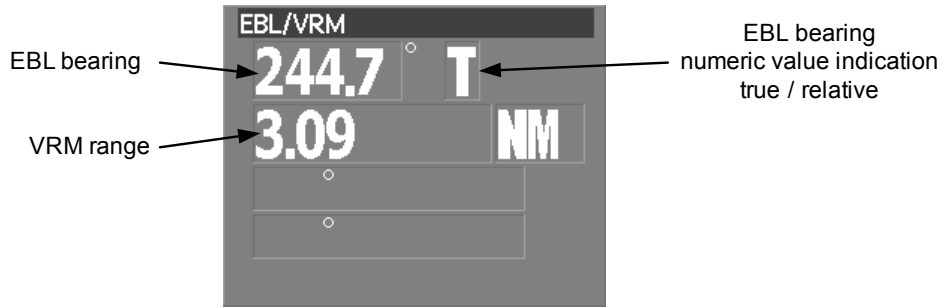 EBL/VRM
EBL bearing
244.7 ° T
EBL bearing
numeric value indication
true / relative
VRM range
3.09 NM
°
°